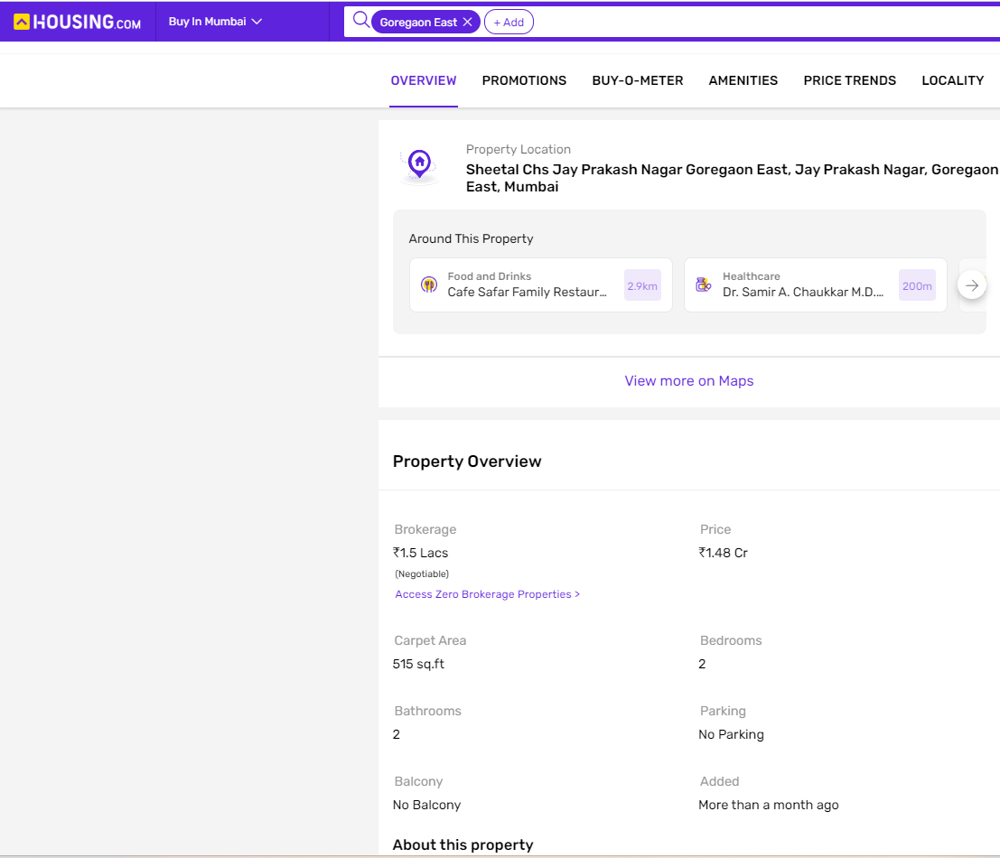 HOUSING.COM
Buy In Mumbai
Goregaon East
+ Add
OVERVIEW
PROMOTIONS
BUY-O-METER
AMENITIES
PRICE TRENDS
LOCALITY
Property Location
Sheetal Chs Jay Prakash Nagar Goregaon East, Jay Prakash Nagar, Goregaon
East, Mumbai
Around This Property
Food and Drinks
Cafe Safar Family Restaur...
2.9km
Healthcare
Dr. Samir A. Chaukkar M.D....
200m
View more on Maps
Property Overview
Brokerage
₹1.5 Lacs
(Negotiable)
Access Zero Brokerage Properties >
Price
₹1.48 Cr
Carpet Area
515 sq.ft
Bedrooms
2
Bathrooms
2
Parking
No Parking
Balcony
No Balcony
Added
More than a month ago
About this property